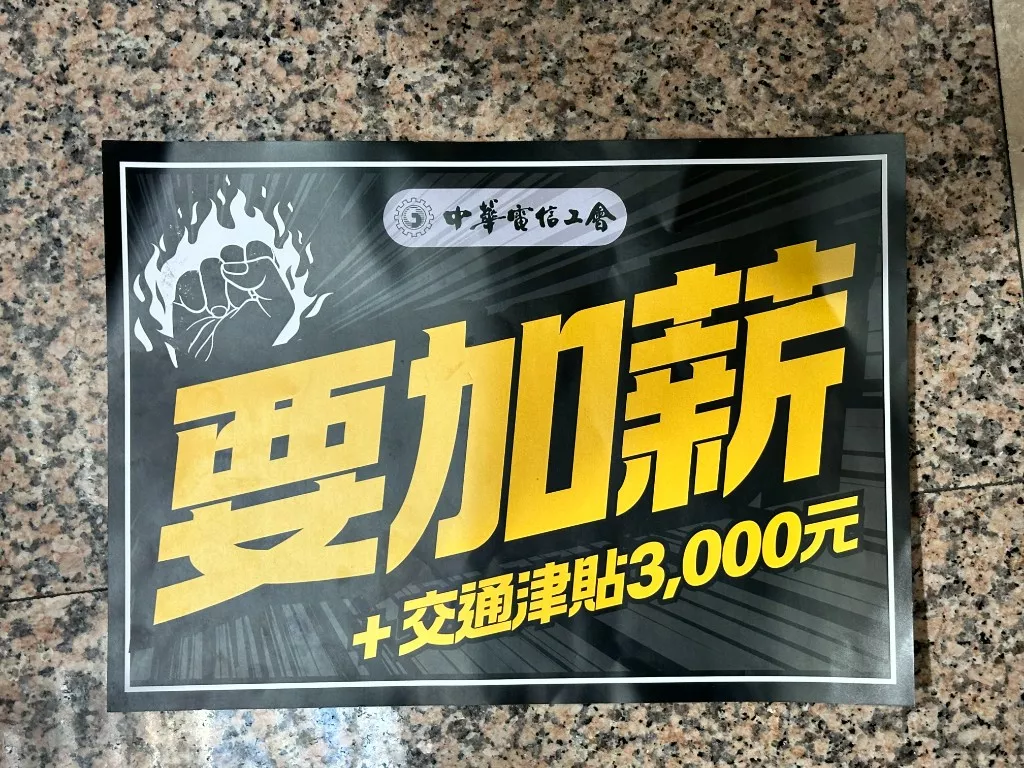 中華電信工會
要加薪
+交通津貼3,000元